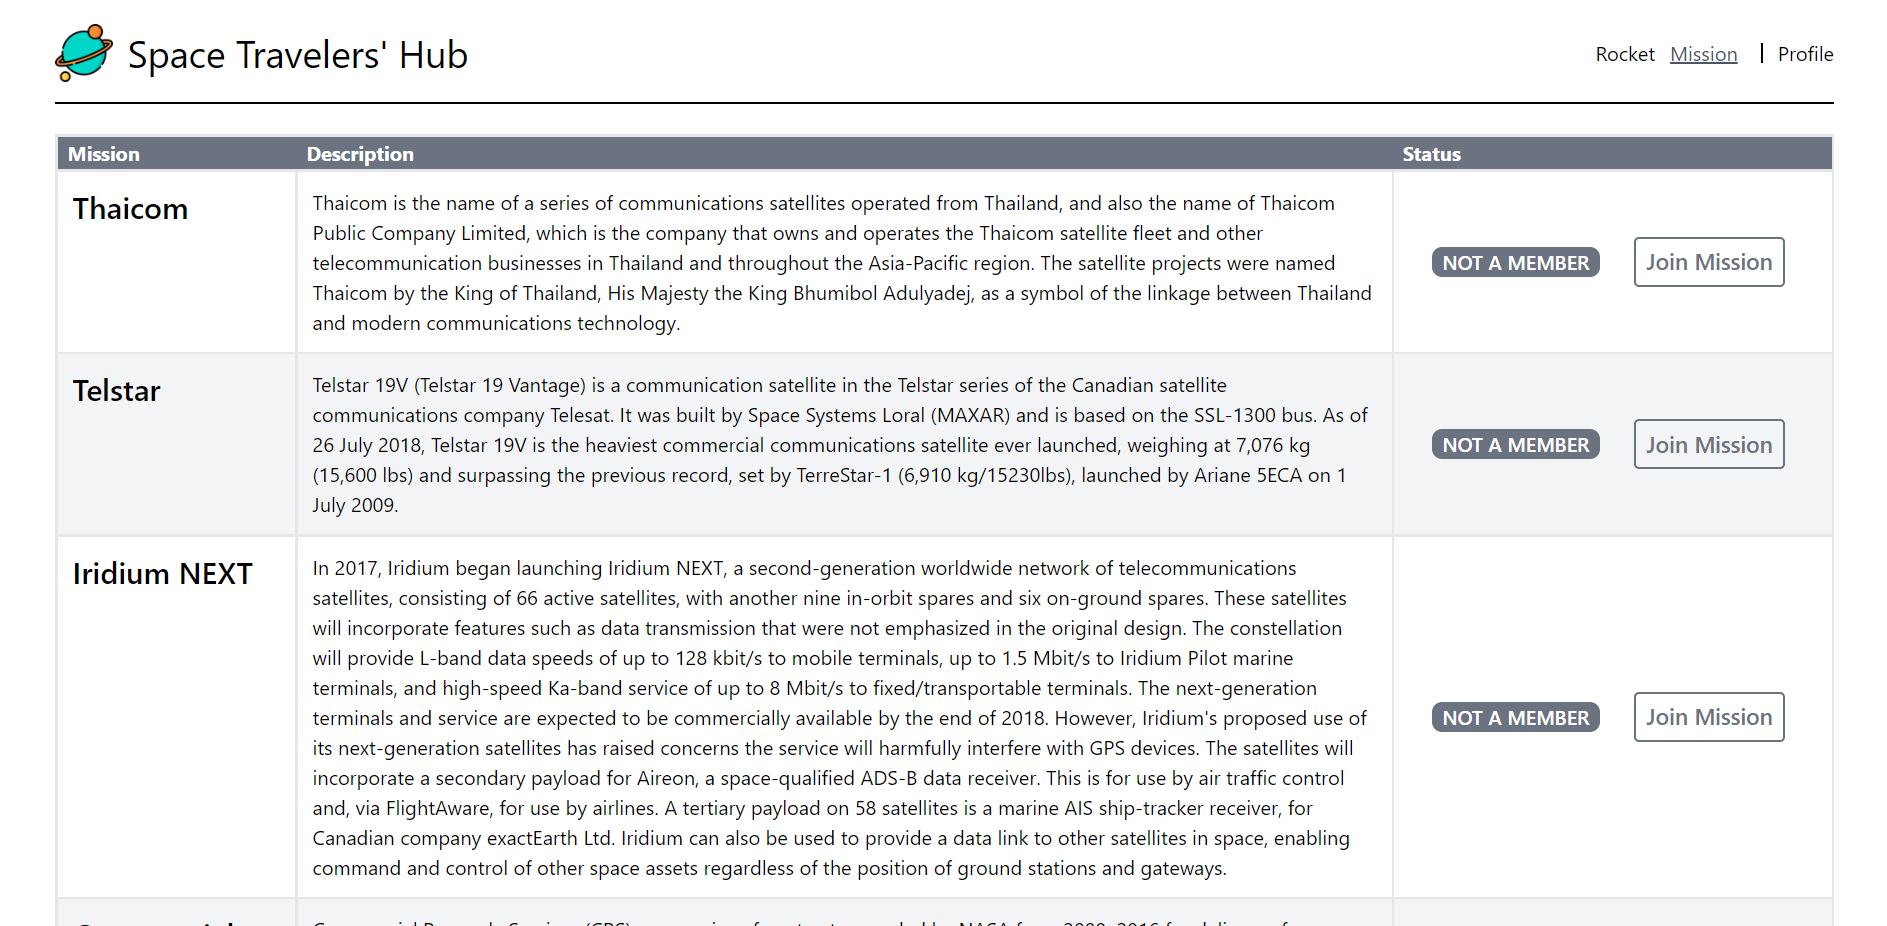 Space Travelers' Hub
Rocket Mission | Profile
Mission Description Status
Thaicom
Thaicom is the name of a series of communications satellites operated from Thailand, and also the name of Thaicom
Public Company Limited, which is the company that owns and operates the Thaicom satellite fleet and other
telecommunication businesses in Thailand and throughout the Asia-Pacific region. The satellite projects were named
Thaicom by the King of Thailand, His Majesty the King Bhumibol Adulyadej, as a symbol of the linkage between Thailand
and modern communications technology.
NOT A MEMBER
Join Mission
Telstar
Telstar 19V (Telstar 19 Vantage) is a communication satellite in the Telstar series of the Canadian satellite
communications company Telesat. It was built by Space Systems Loral (MAXAR) and is based on the SSL-1300 bus. As of
26 July 2018, Telstar 19V is the heaviest commercial communications satellite ever launched, weighing at 7,076 kg
(15,600 lbs) and surpassing the previous record, set by TerreStar-1 (6,910 kg/15230lbs), launched by Ariane 5ECA on 1
July 2009.
NOT A MEMBER
Join Mission
Iridium NEXT
In 2017, Iridium began launching Iridium NEXT, a second-generation worldwide network of telecommunications
satellites, consisting of 66 active satellites, with another nine in-orbit spares and six on-ground spares. These satellites
will incorporate features such as data transmission that were not emphasized in the original design. The constellation
will provide L-band data speeds of up to 128 kbit/s to mobile terminals, up to 1.5 Mbit/s to Iridium Pilot marine
terminals, and high-speed Ka-band service of up to 8 Mbit/s to fixed/transportable terminals. The next-generation
terminals and service are expected to be commercially available by the end of 2018. However, Iridium's proposed use of
its next-generation satellites has raised concerns the service will harmfully interfere with GPS devices. The satellites will
incorporate a secondary payload for Aireon, a space-qualified ADS-B data receiver. This is for use by air traffic control
and, via FlightAware, for use by airlines. A tertiary payload on 58 satellites is a marine AIS ship-tracker receiver, for
Canadian company exactEarth Ltd. Iridium can also be used to provide a data link to other satellites in space, enabling
command and control of other space assets regardless of the position of ground stations and gateways.
NOT A MEMBER
Join Mission